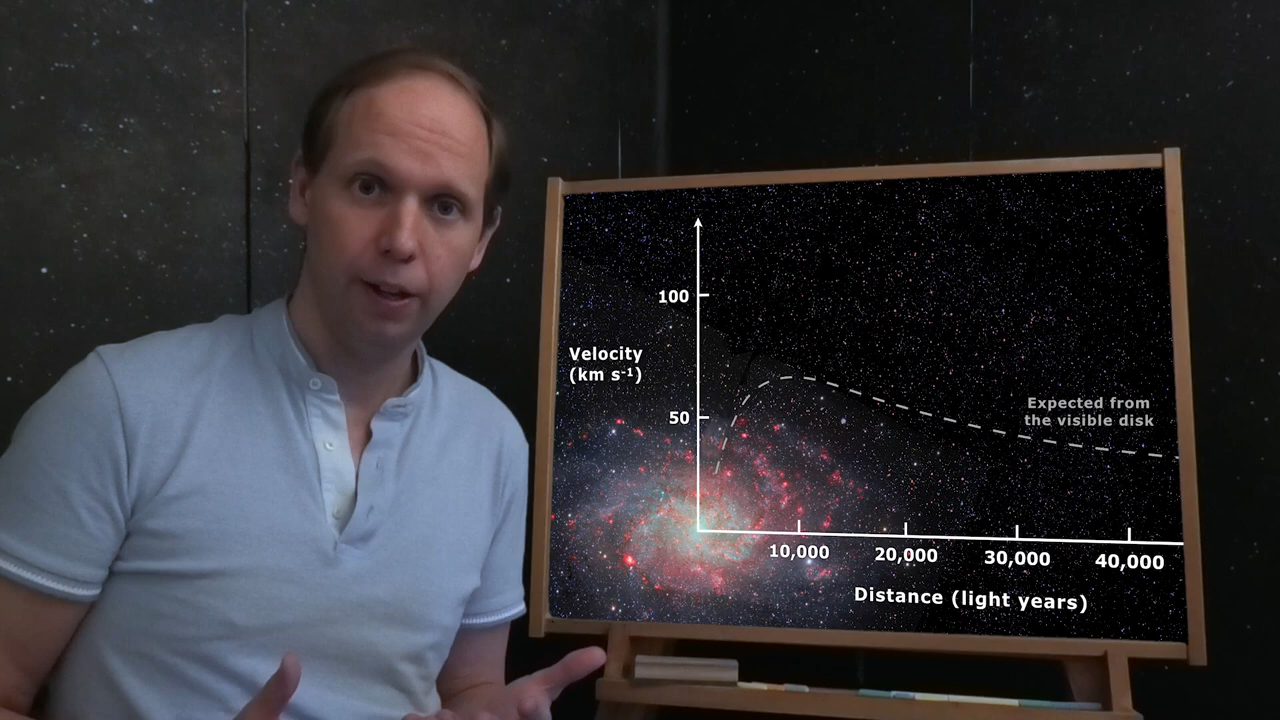 100
Velocity
(km s⁻¹)
50
Expected from
the visible disk
10,000
20,000
30,000
40,000
Distance (light years)